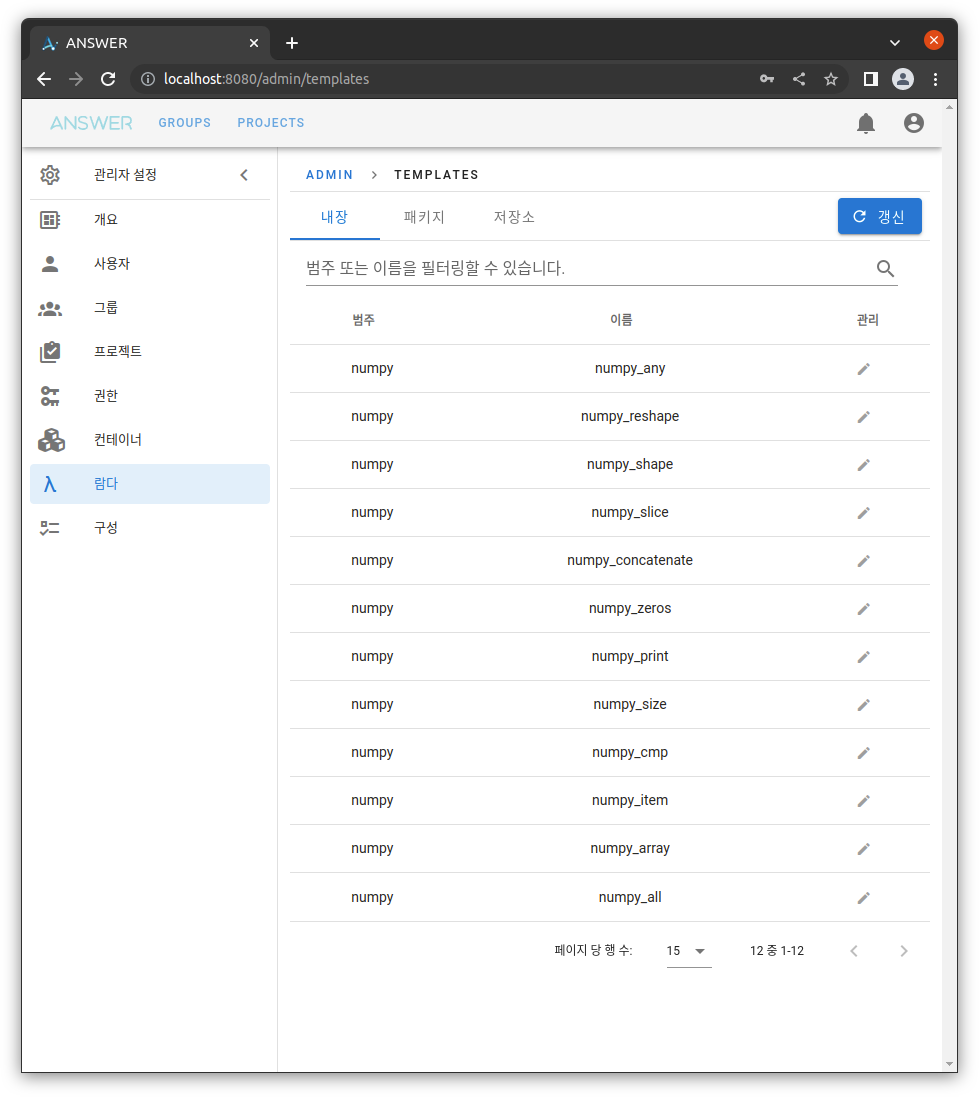 ANSWER
localhost:8080/admin/templates
ANSWER GROUPS PROJECTS
관리자 설정
개요
사용자
그룹
프로젝트
권한
컨테이너
람다
구성
ADMIN TEMPLATES
내장 패키지 저장소 갱신
범주 또는 이름을 필터링할 수 있습니다.
범주 이름 관리
numpy numpy_any
numpy numpy_reshape
numpy numpy_shape
numpy numpy_slice
numpy numpy_concatenate
numpy numpy_zeros
numpy numpy_print
numpy numpy_size
numpy numpy_cmp
numpy numpy_item
numpy numpy_array
numpy numpy_all
페이지 당 행 수: 15 12 중 1-12